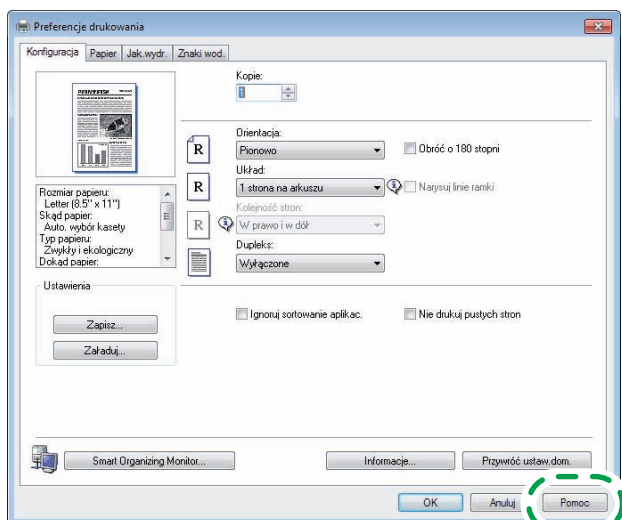 Preferencje drukowania
Konfiguracja Papier Jak.wydr. Znaki wod.
Kopie:
1
Orientacja:
Pionowo
Obróć o 180 stopni
Układ:
1 strona na arkuszu
Narysuj linie ramki
Kolejność stron:
W prawo i w dół
Dupleks:
Wyłączone
R
R
R
Rozmiar papieru:
Letter (8.5" x 11")
Skąd papier:
Auto. wybór kasety
Typ papieru:
Zwykły i ekologiczny
Dokąd papier:
Ustawienia
Zapisz...
Załaduj...
Ignoruj sortowanie aplikac.
Nie drukuj pustych stron
Smart Organizing Monitor...
Informacje...
Przywróć ustaw.dom.
OK
Anuluj
Pomoc